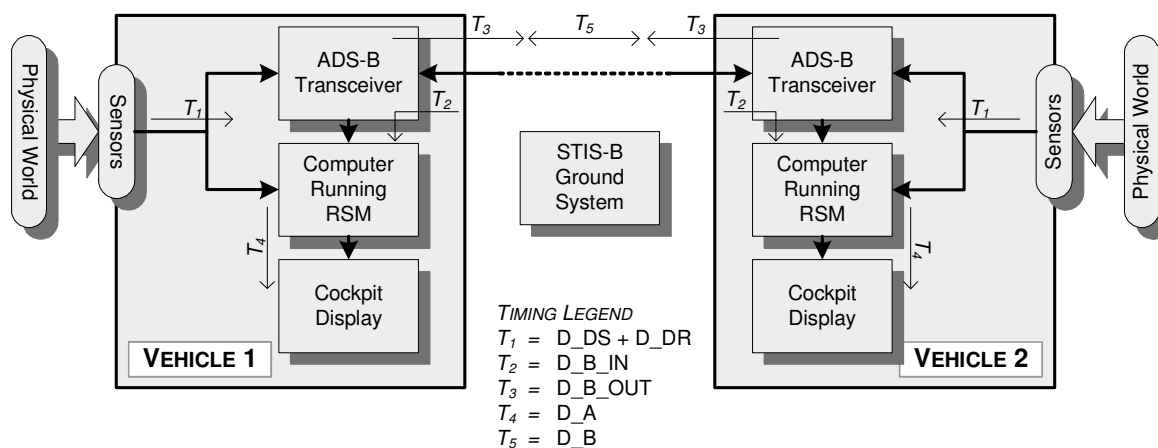 T3
T5
T3
Physical World
Sensors
T1
ADS-B
Transceiver
T2
Computer
Running
RSM
T4
Cockpit
Display
VEHICLE 1
STIS-B
Ground
System
TIMING LEGEND
T1 = D_DS + D_DR
T2 = D_B_IN
T3 = D_B_OUT
T4 = D_A
T5 = D_B
ADS-B
Transceiver
T2
T1
Computer
Running
RSM
T4
Cockpit
Display
VEHICLE 2
Sensors
Physical World